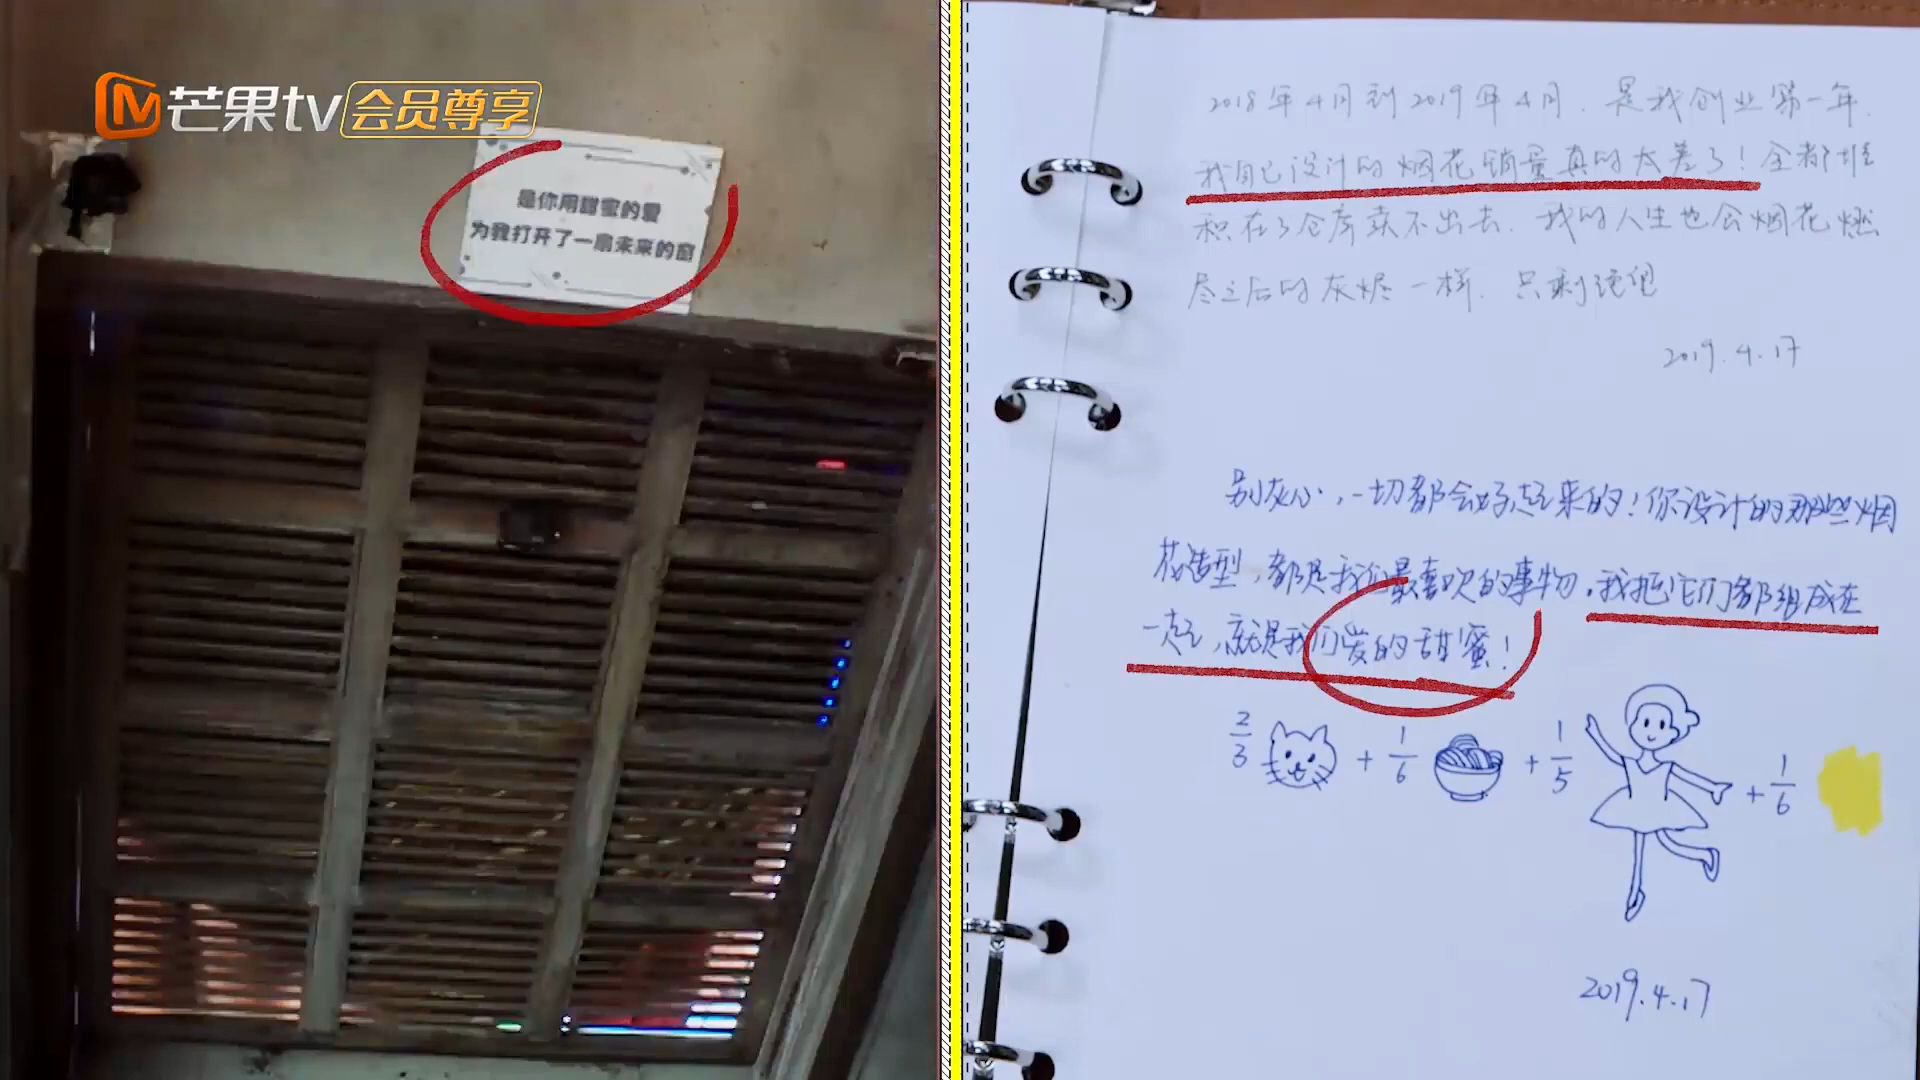 芒果tv会员尊享
是你用甜蜜的爱
为我打开了一扇未来的窗
2018年4月到2019年4月,是我创业第一年,
我自己设计的烟花销量真的太差了!全都堆
积在了仓库卖不出去,我的人生也会烟花燃
尽之后的灰烬一样,只剩
2019.4.17
别灰心,一切都会好起来的!你设计的那些烟
花造型,都是我们最喜欢的事物,我把它们都组成在
一起,就是我们爱的甜蜜!
2/3 + 1/6 + 1/5 + 1/6
2019.4.17